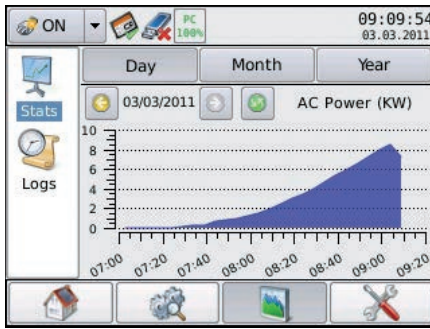 ON
PC
100%
09:09:54
03.03.2011
Day Month Year
Stats
03/03/2011
AC Power (KW)
Logs
10
8
6
4
2
0
07:00 07:20 07:40 08:00 08:20 08:40 09:00 09:20